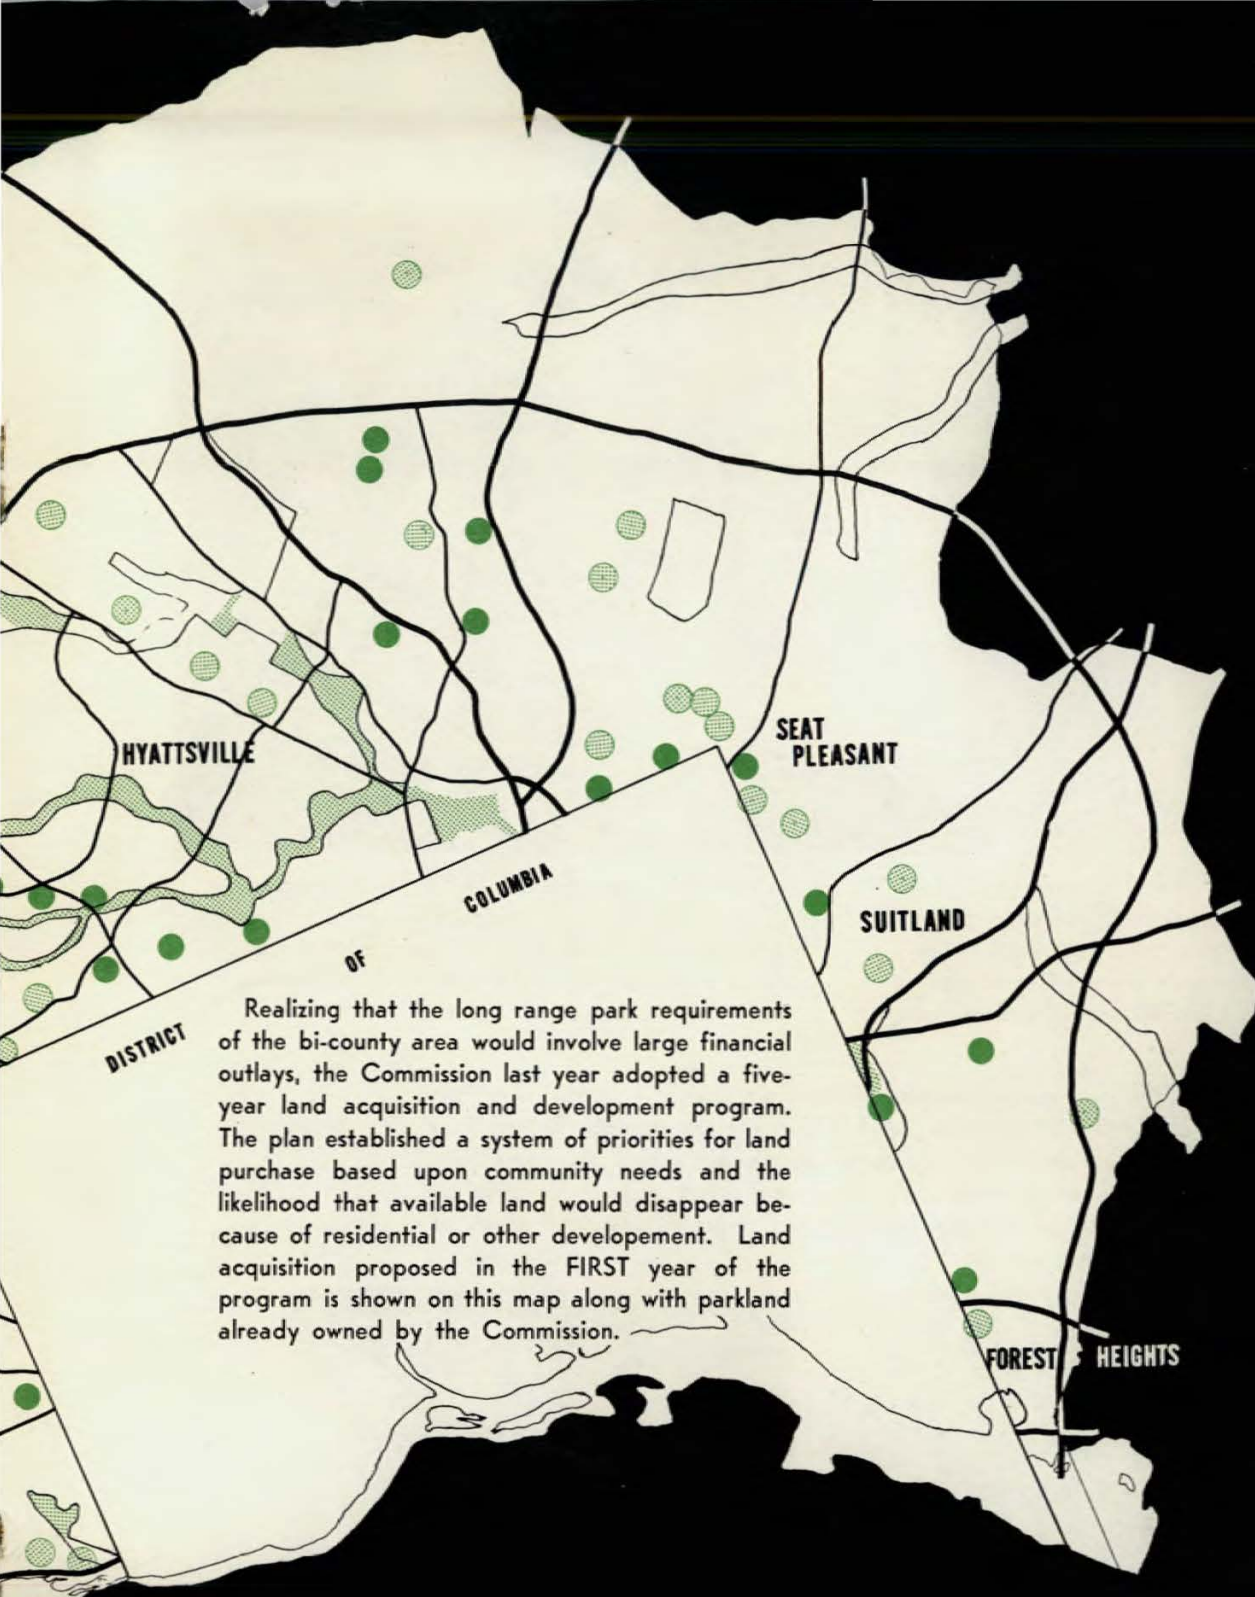 HYATTSVILLE
SEAT
PLEASANT
SUITLAND
DISTRICT OF COLUMBIA
Realizing that the long range park requirements
of the bi-county area would involve large financial
outlays, the Commission last year adopted a five-
year land acquisition and development program.
The plan established a system of priorities for land
purchase based upon community needs and the
likelihood that available land would disappear be-
cause of residential or other developement. Land
acquisition proposed in the FIRST year of the
program is shown on this map along with parkland
already owned by the Commission.
FOREST HEIGHTS